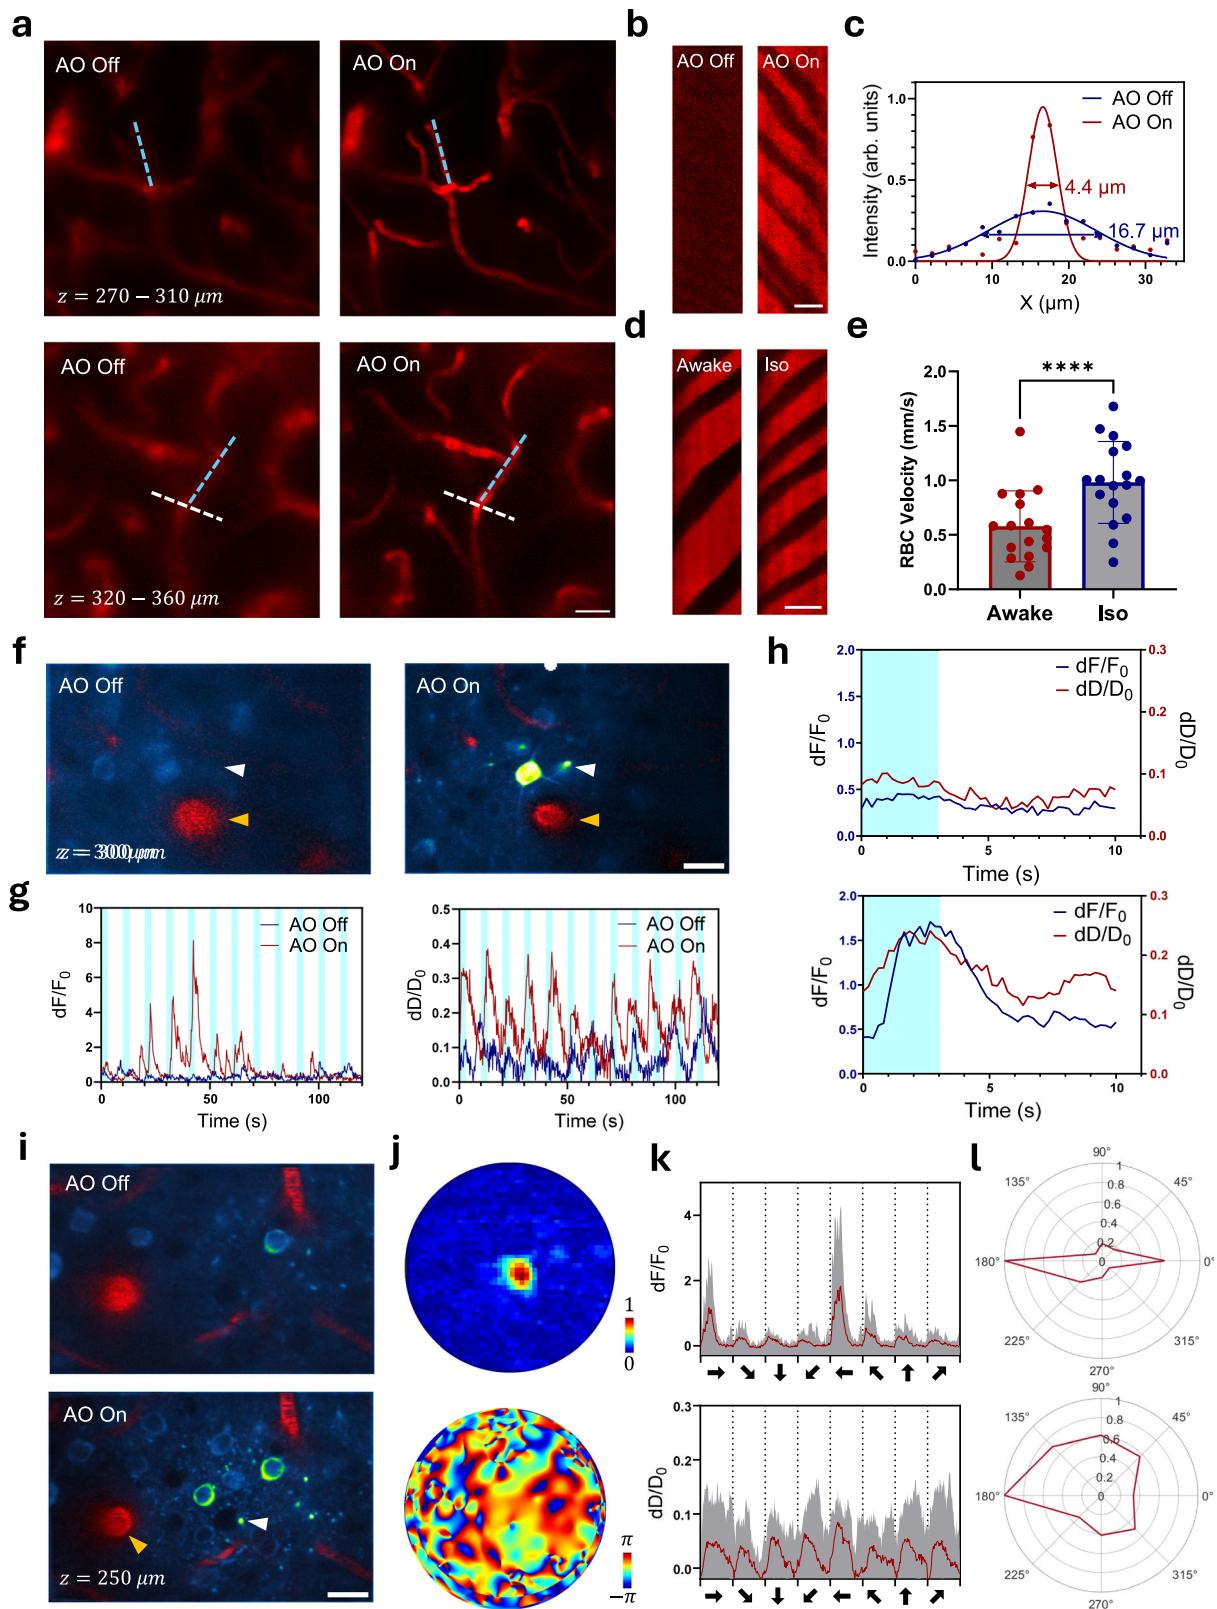 a
AO Off
AO On
z = 270 − 310 μm
AO Off
AO On
z = 320 − 360 μm
b
AO Off
AO On
c
Intensity (arb. units)
1.0
0.5
0.0
AO Off
AO On
4.4 μm
16.7 μm
0
10
20
30
X (μm)
d
Awake
Iso
e
RBC Velocity (mm/s)
2.0
1.5
1.0
0.5
0.0
****
Awake
Iso
f
AO Off
AO On
z = 300 μm
g
dF/F0
10
8
6
4
2
0
AO Off
AO On
0
50
100
Time (s)
dD/D0
0.5
0.4
0.3
0.2
0.1
0.0
AO Off
AO On
0
50
100
Time (s)
h
dF/F0
2.0
1.5
1.0
0.5
0.0
dF/F0
dD/D0
0.3
0.2
0.1
0.0
dD/D0
0
5
10
Time (s)
dF/F0
2.0
1.5
1.0
0.5
0.0
dF/F0
dD/D0
0.3
0.2
0.1
0.0
dD/D0
0
5
10
Time (s)
i
AO Off
AO On
z = 250 μm
j
1
0
π
−π
k
dF/F0
4
2
0
dD/D0
0.3
0.2
0.1
0.0
l
90°
135°
45°
1
0.8
0.6
0.4
0.2
0
180°
0°
225°
315°
270°
90°
135°
45°
1
0.8
0.6
0.4
0.2
0
180°
0°
225°
315°
270°